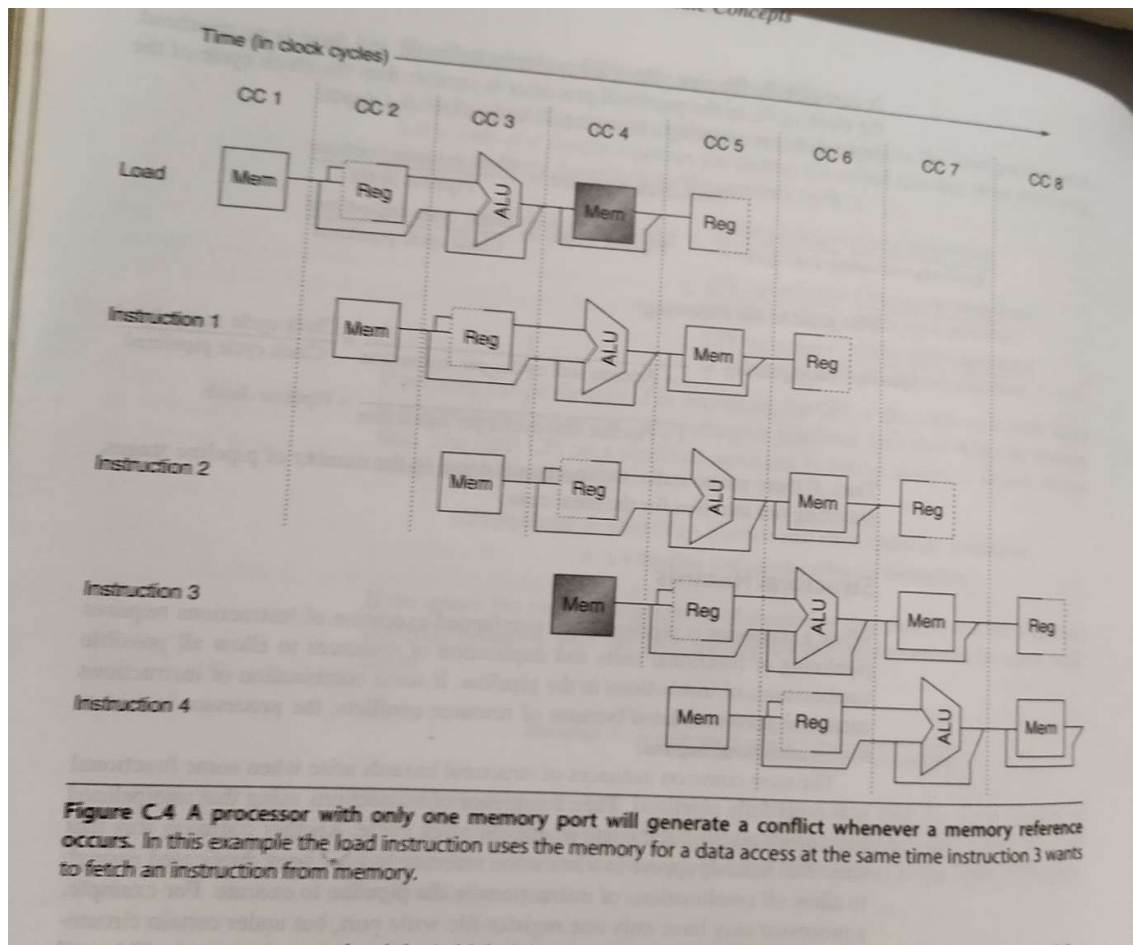 Concepts
Time (in clock cycles)
CC 1 CC 2 CC 3 CC 4 CC 5 CC 6 CC 7 CC 8
Load Mem Reg ALU Mem Reg
Instruction 1 Mem Reg ALU Mem Reg
Instruction 2 Mem Reg ALU Mem Reg
Instruction 3 Mem Reg ALU Mem Reg
Instruction 4 Mem Reg ALU Mem
Figure C.4 A processor with only one memory port will generate a conflict whenever a memory reference
occurs. In this example the load instruction uses the memory for a data access at the same time instruction 3 wants
to fetch an instruction from memory.